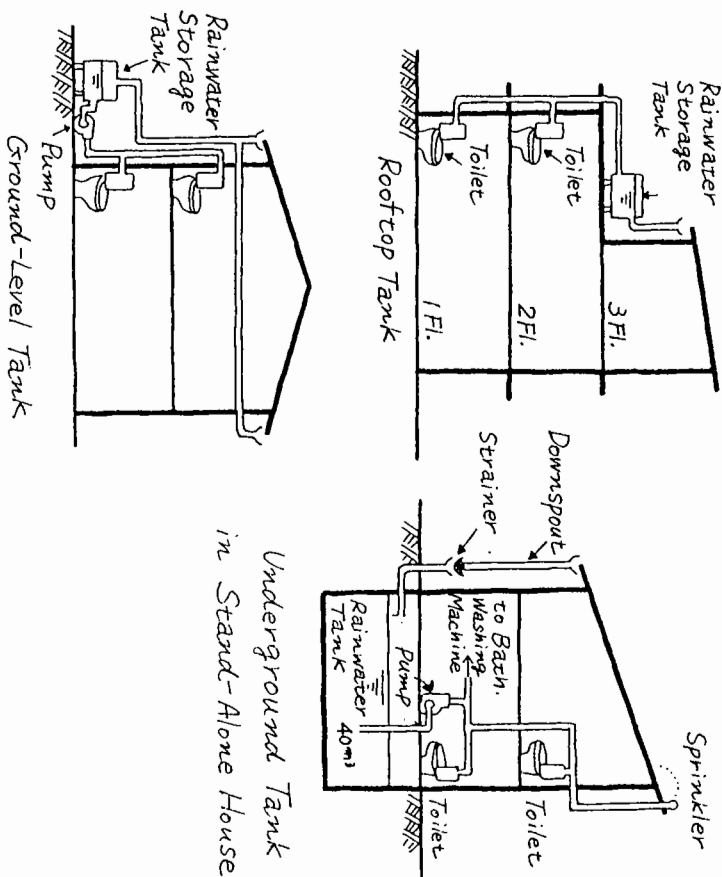 Rainwater
Storage
Tank
Toilet
Toilet
3Fl.
2Fl.
1Fl.
Rooftop Tank
Rainwater
Storage
Tank
Pump
Ground-Level Tank
Downspout
Strainer
Sprinkler
to Bath.
Washing
Machine
Pump
Toilet
Toilet
Rainwater
Tank
40m3
Underground Tank
in Stand-Alone House